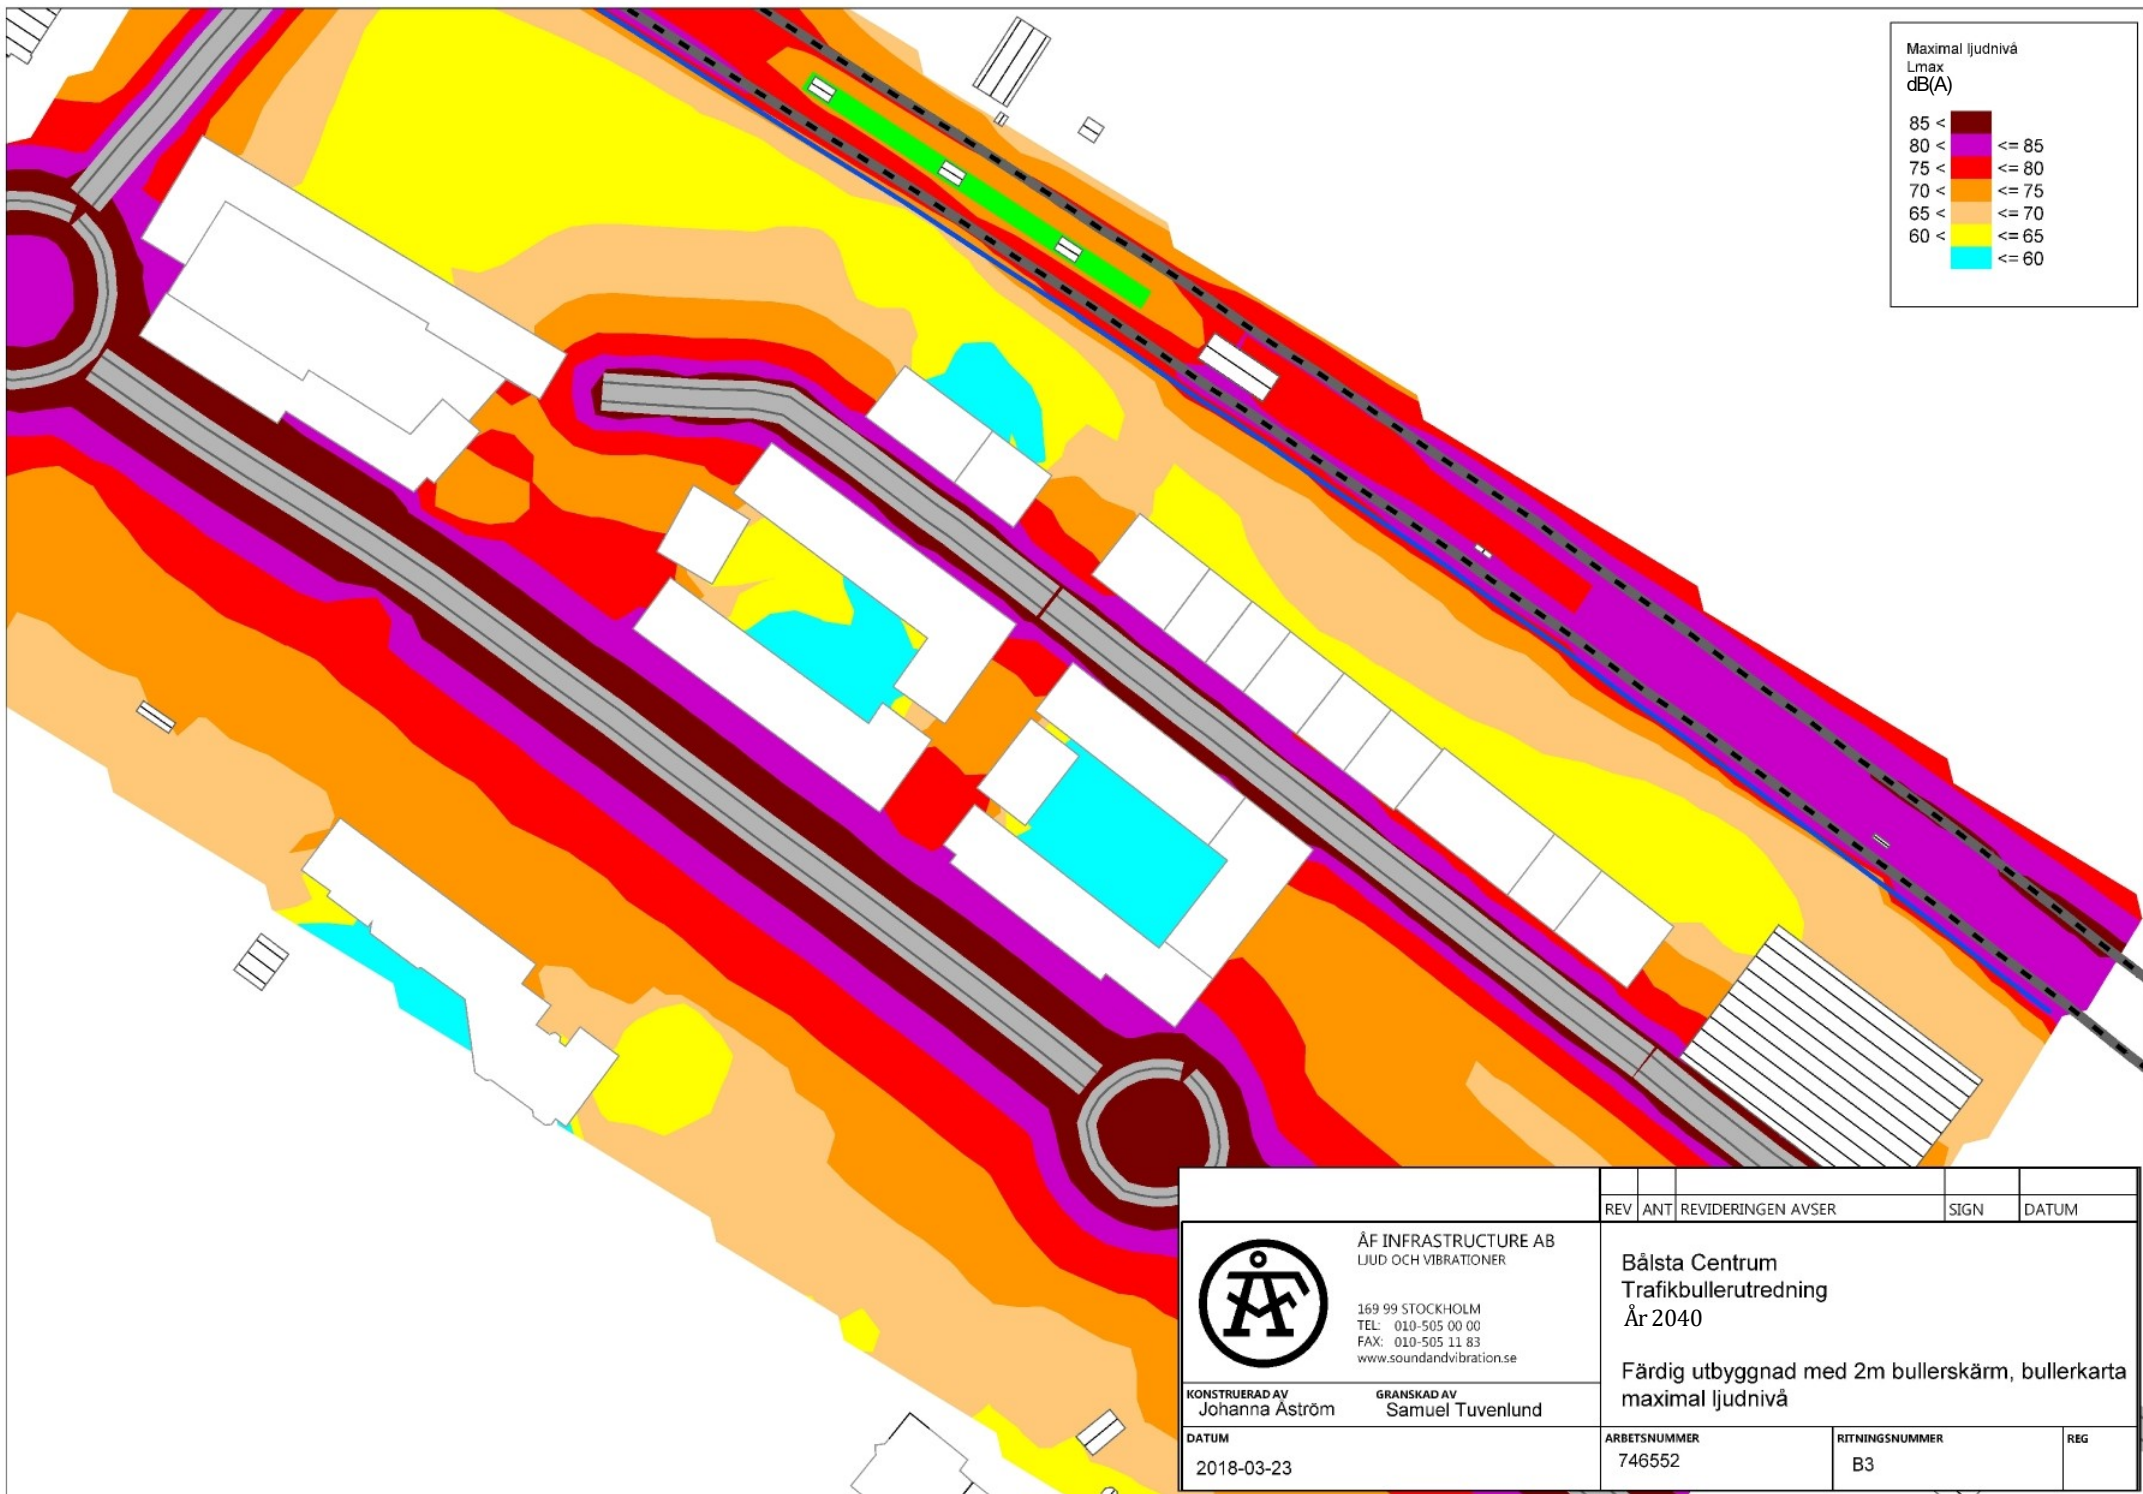 Maximal ljudnivå
Lmax
dB(A)
85 <
80 < <= 85
75 < <= 80
70 < <= 75
65 < <= 70
60 < <= 65
<= 60
REV ANT REVIDERINGEN AVSER SIGN DATUM
ÅF
ÅF INFRASTRUCTURE AB
LJUD OCH VIBRATIONER
169 99 STOCKHOLM
TEL: 010-505 00 00
FAX: 010-505 11 83
www.soundandvibration.se
Bålsta Centrum
Trafikbullerutredning
År 2040
Färdig utbyggnad med 2m bullerskärm, bullerkarta
maximal ljudnivå
KONSTRUERAD AV GRANSKAD AV
Johanna Åström Samuel Tuvenlund
DATUM
2018-03-23
ARBETSNUMMER RITNINGSNUMMER REG
746552 B3